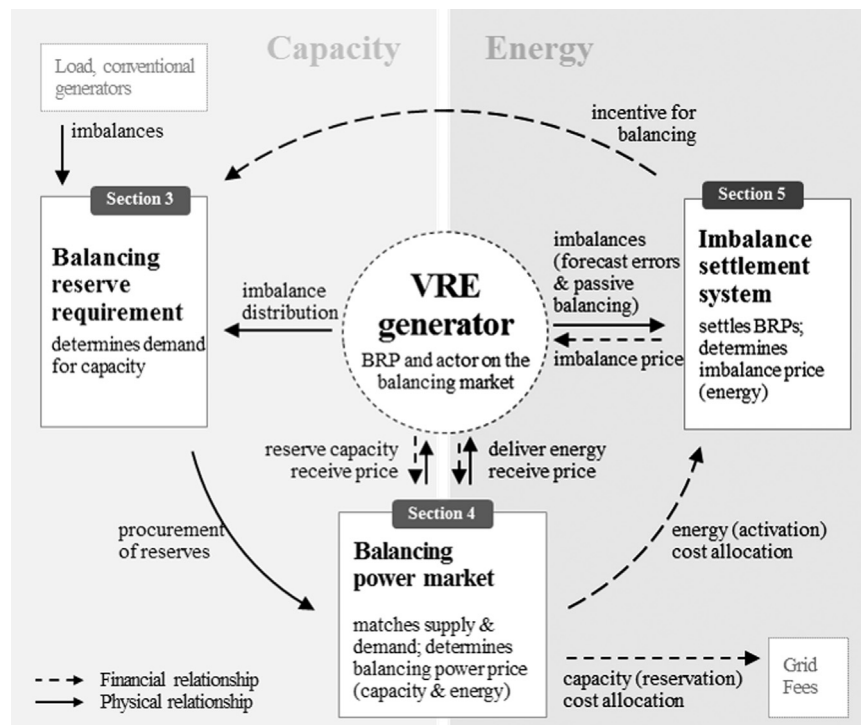 Capacity
Energy
Load, conventional
generators
imbalances
incentive for
balancing
Section 3
Balancing
reserve
requirement
determines demand
for capacity
imbalance
distribution
VRE
generator
BRP and actor on the
balancing market
imbalances
(forecast errors
& passive
balancing)
imbalance price
Section 5
Imbalance
settlement
system
settles BRPs;
determines
imbalance price
(energy)
reserve capacity
receive price
deliver energy
receive price
procurement
of reserves
Section 4
Balancing
power market
matches supply &
demand; determines
balancing power price
(capacity & energy)
energy (activation)
cost allocation
capacity (reservation)
cost allocation
Grid
Fees
Financial relationship
Physical relationship